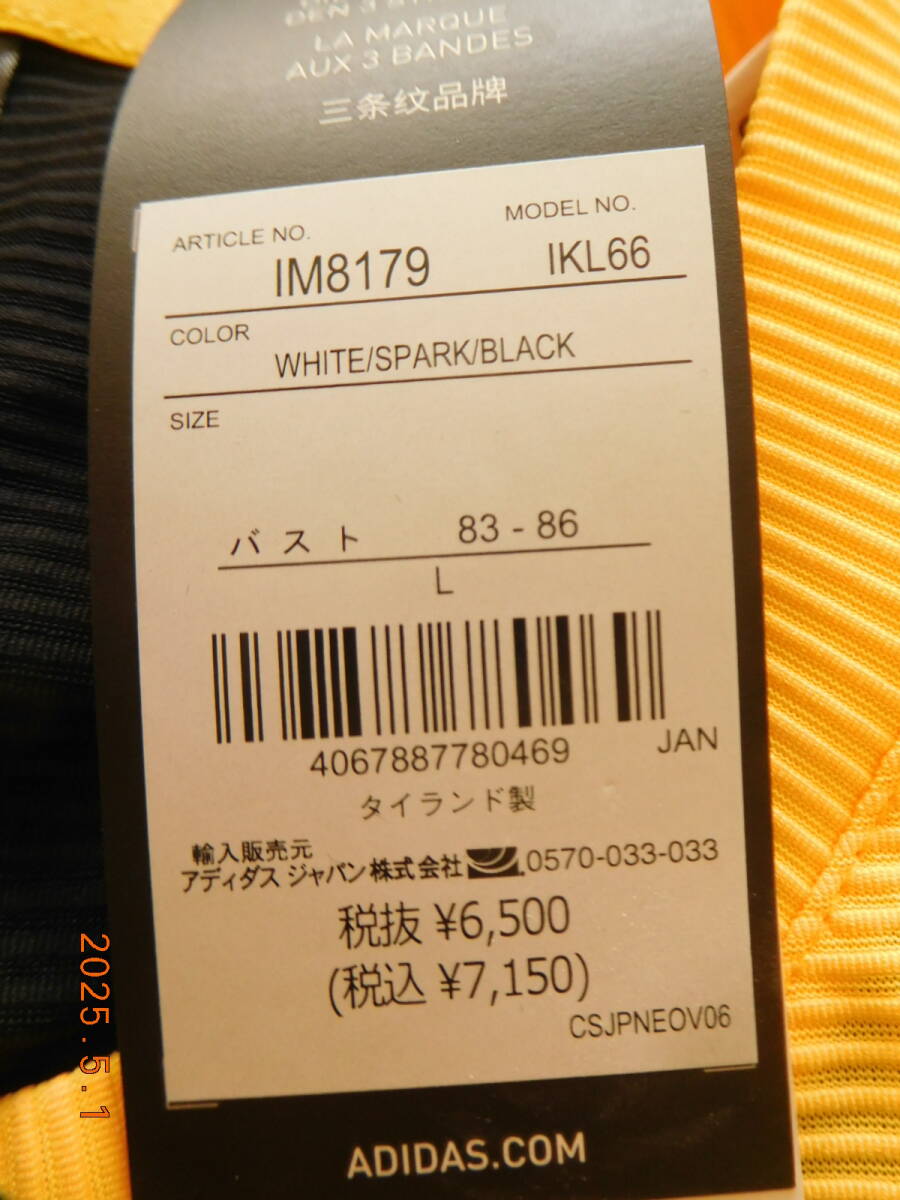 DEN 3
LA MARQUE
AUX 3 BANDES
三条纹品牌
ARTICLE NO. MODEL NO.
IM8179 IKL66
COLOR
WHITE/SPARK/BLACK
SIZE
バスト 83 - 86
L
4067887780469 JAN
タイランド製
輸入販売元
アディダス ジャパン株式会社 0570-033-033
税抜 ¥6,500
(税込 ¥7,150)
CSJPNEOV06
ADIDAS.COM
2025.5.1